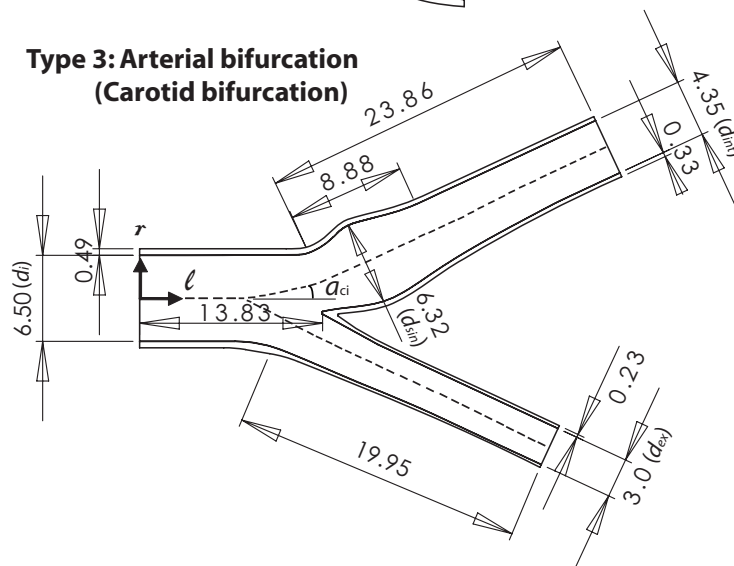 Type 3: Arterial bifurcation
(Carotid bifurcation)
23.86
8.88
4.35 (dint)
0.33
r
0.49
6.50 (di)
ℓ
aci
13.83
6.32
(dsin)
0.23
19.95
3.0 (dex)